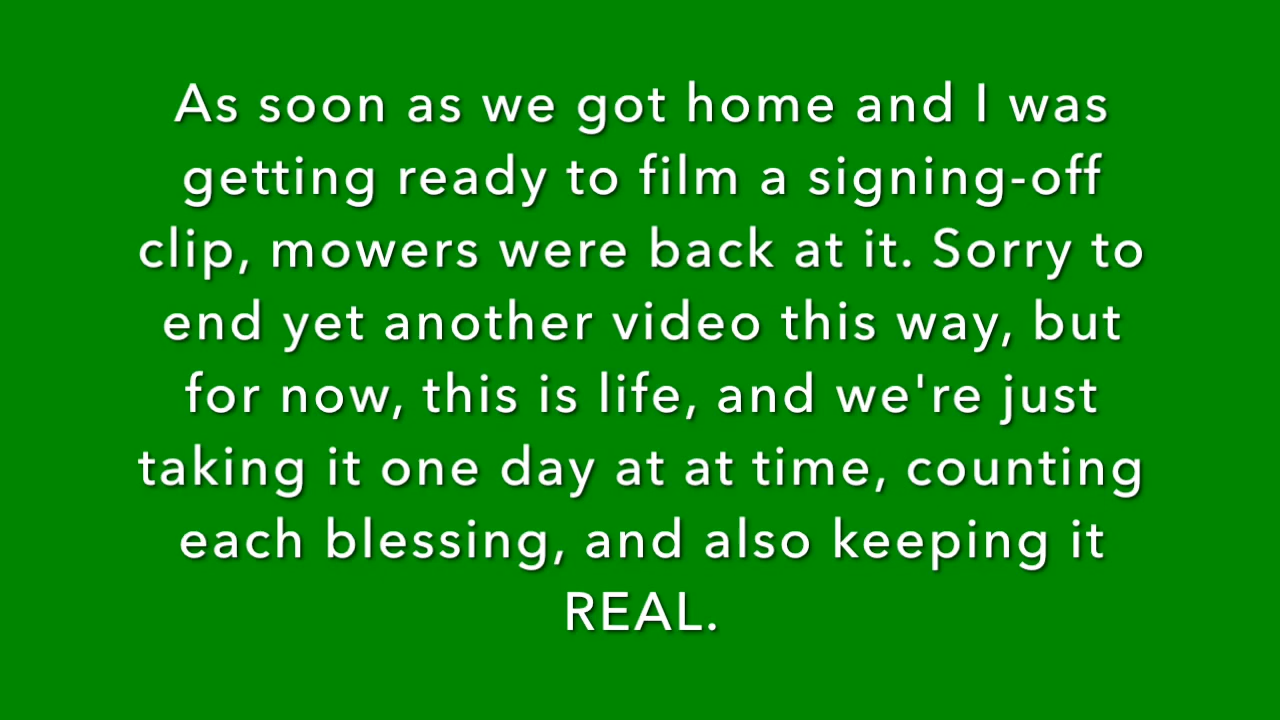 As soon as we got home and I was
getting ready to film a signing-off
clip, mowers were back at it. Sorry to
end yet another video this way, but
for now, this is life, and we're just
taking it one day at at time, counting
each blessing, and also keeping it
REAL.